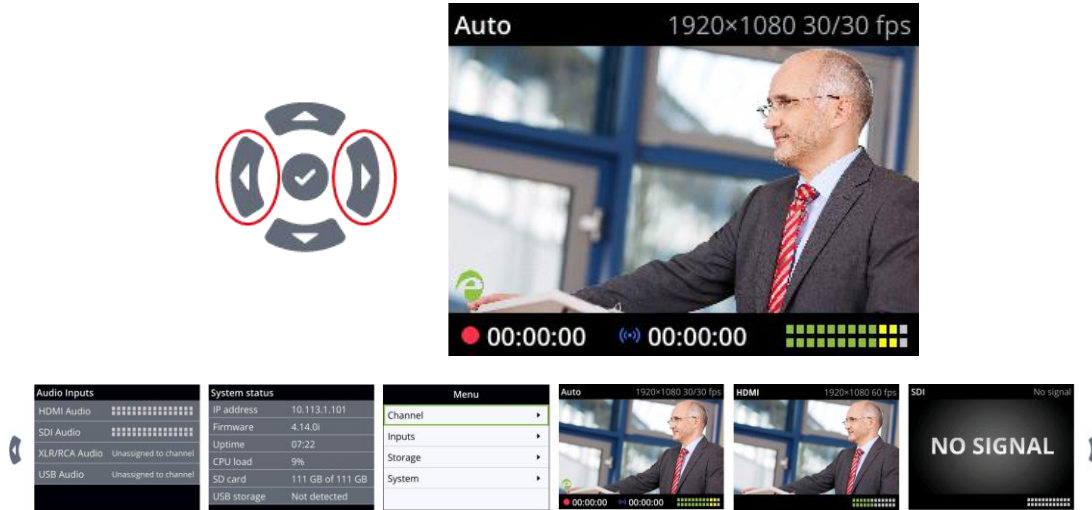 Auto 1920×1080 30/30 fps
e
00:00:00 00:00:00
Audio Inputs
HDMI Audio
SDI Audio
XLR/RCA Audio Unassigned to channel
USB Audio Unassigned to channel
System status
IP address 10.113.1.101
Firmware 4.14.0i
Uptime 07:22
CPU load 9%
SD card 111 GB of 111 GB
USB storage Not detected
Menu
Channel
Inputs
Storage
System
Auto 1920×1080 30/30 fps
00:00:00 00:00:00
HDMI 1920×1080 60 fps
SDI No signal
NO SIGNAL